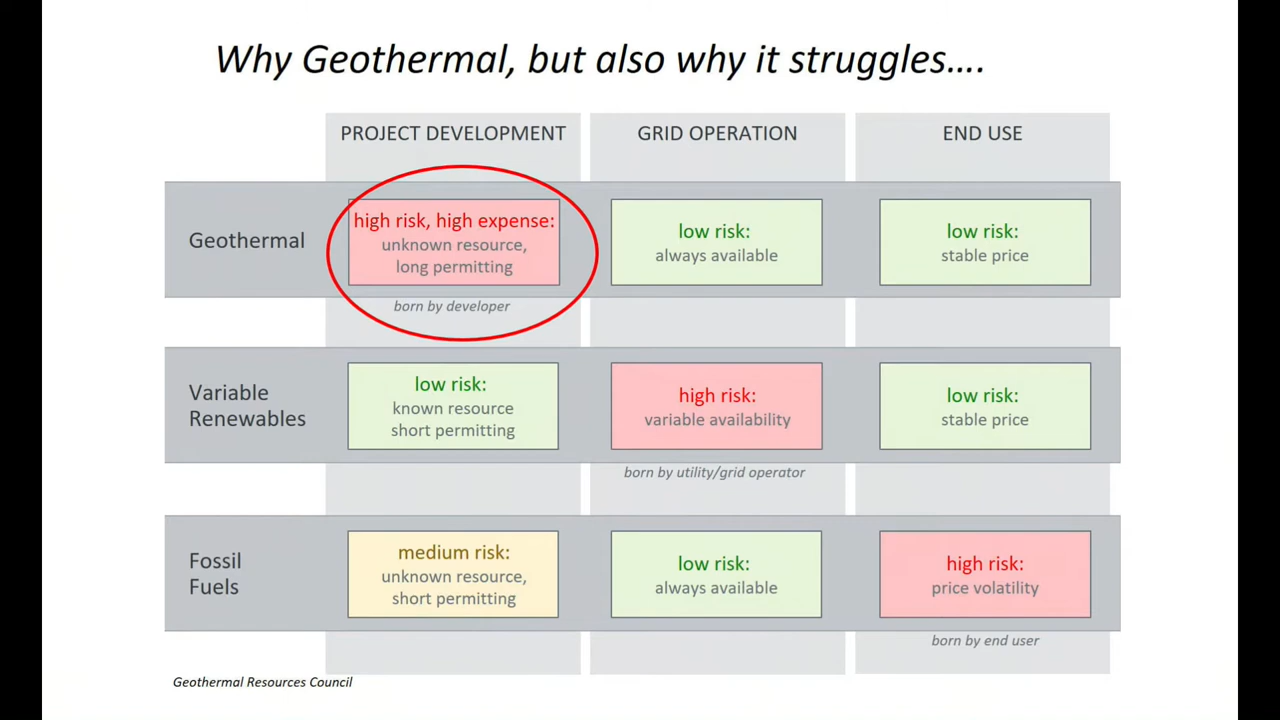 Why Geothermal, but also why it struggles....
PROJECT DEVELOPMENT
GRID OPERATION
END USE
Geothermal
high risk, high expense:
unknown resource,
long permitting
born by developer
low risk:
always available
low risk:
stable price
Variable
Renewables
low risk:
known resource
short permitting
high risk:
variable availability
born by utility/grid operator
low risk:
stable price
Fossil
Fuels
medium risk:
unknown resource,
short permitting
low risk:
always available
high risk:
price volatility
born by end user
Geothermal Resources Council